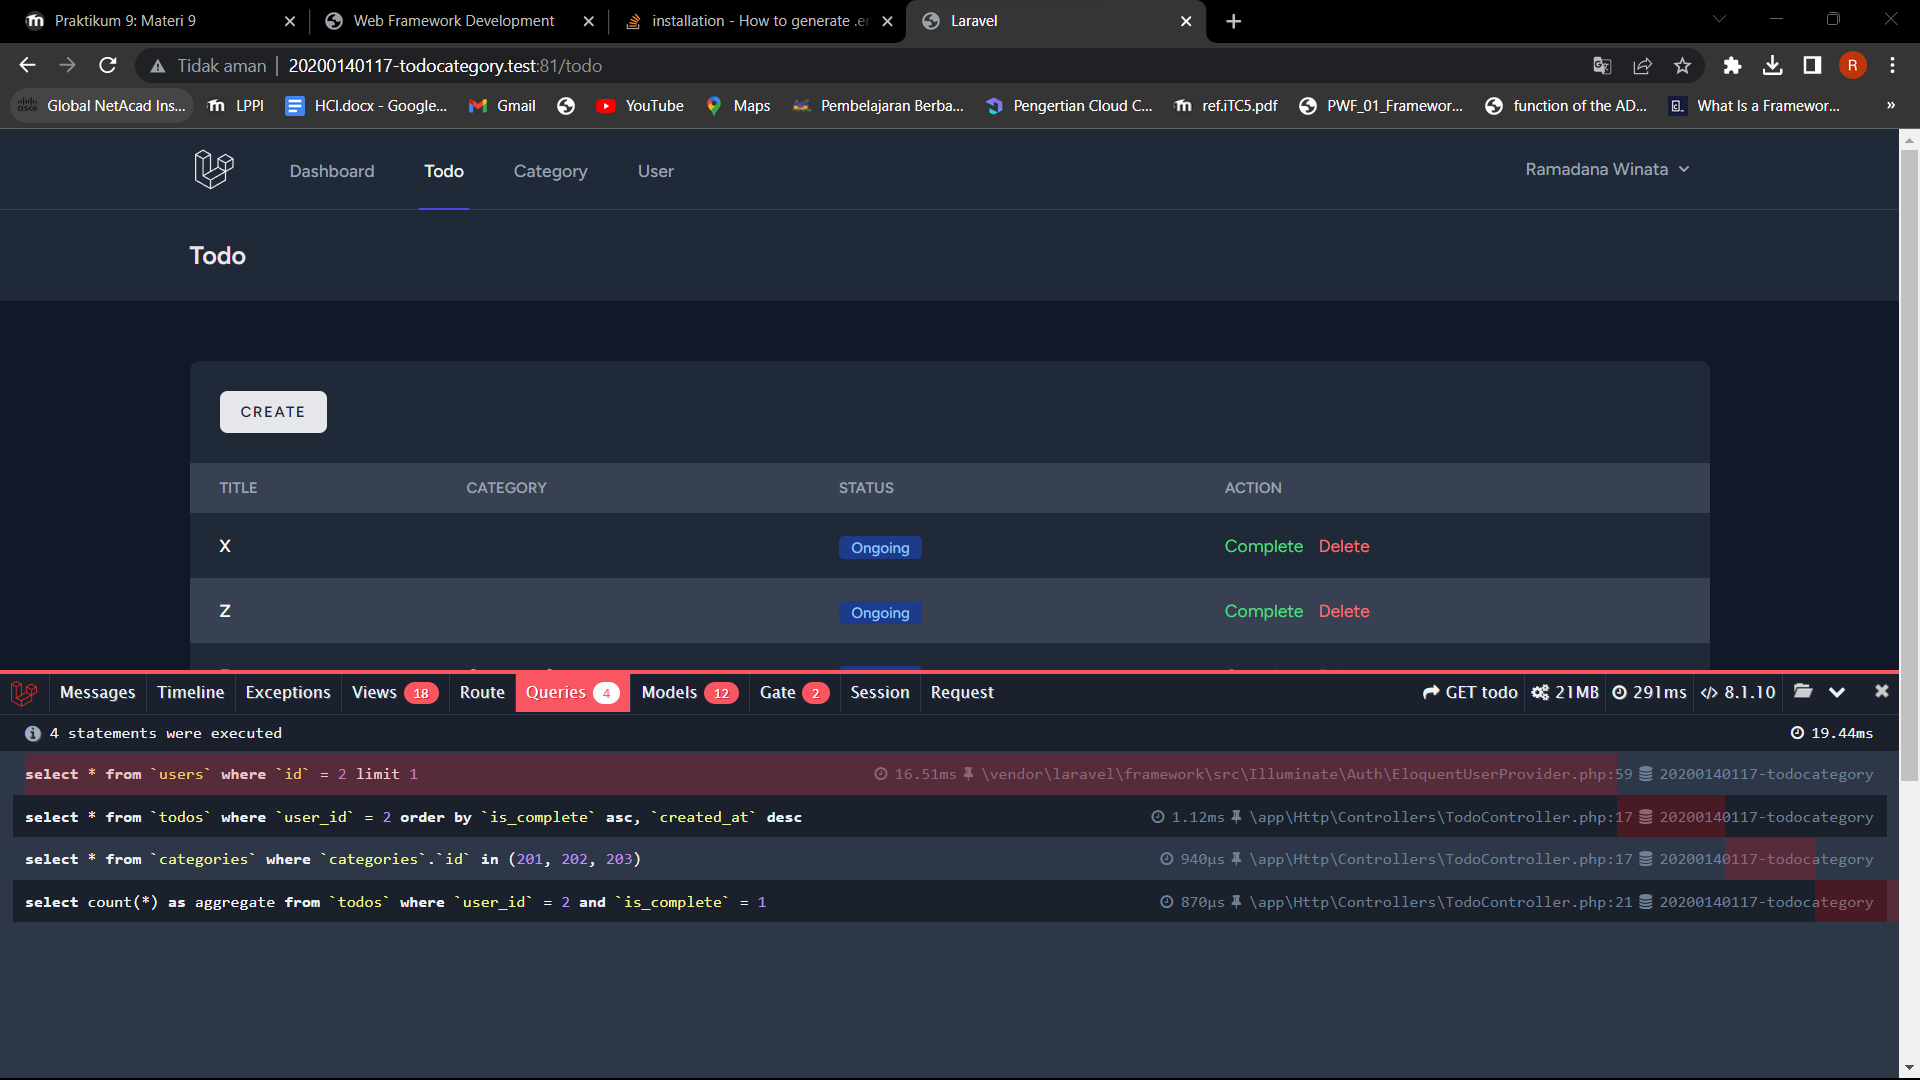 Praktikum 9: Materi 9
Web Framework Development
installation - How to generate .en
Laravel
Tidak aman | 20200140117-todocategory.test:81/todo
R
Global NetAcad Ins...
LPPI
HCI.docx - Google...
Gmail
YouTube
Maps
Pembelajaran Berba...
Pengertian Cloud C...
ref.iTC5.pdf
PWF_01_Framewor...
function of the AD...
What Is a Framewor...
»
Dashboard
Todo
Category
User
Ramadana Winata
Todo
CREATE
TITLE CATEGORY STATUS ACTION
X Ongoing Complete Delete
Z Ongoing Complete Delete
Messages Timeline Exceptions Views 18 Route Queries 4 Models 12 Gate 2 Session Request GET todo 21MB 291ms 8.1.10
4 statements were executed 19.44ms
select * from `users` where `id` = 2 limit 1 16.51ms \vendor\laravel\framework\src\Illuminate\Auth\EloquentUserProvider.php:59 20200140117-todocategory
select * from `todos` where `user_id` = 2 order by `is_complete` asc, `created_at` desc 1.12ms \app\Http\Controllers\TodoController.php:17 20200140117-todocategory
select * from `categories` where `categories`.`id` in (201, 202, 203) 940μs \app\Http\Controllers\TodoController.php:17 20200140117-todocategory
select count(*) as aggregate from `todos` where `user_id` = 2 and `is_complete` = 1 870μs \app\Http\Controllers\TodoController.php:21 20200140117-todocategory